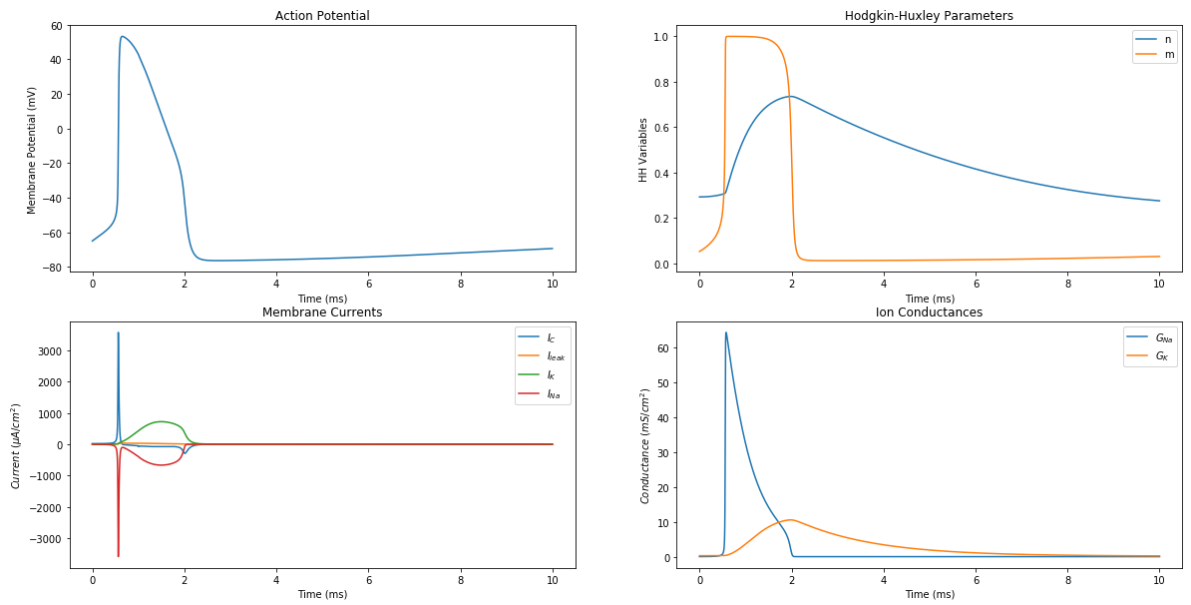 Action Potential
Membrane Potential (mV)
60
40
20
0
−20
−40
−60
−80
0 2 4 6 8 10
Time (ms)
Hodgkin-Huxley Parameters
HH Variables
1.0
0.8
0.6
0.4
0.2
0.0
n
m
0 2 4 6 8 10
Time (ms)
Membrane Currents
Current (μA/cm²)
3000
2000
1000
0
−1000
−2000
−3000
I_C
I_leak
I_K
I_Na
0 2 4 6 8 10
Time (ms)
Ion Conductances
Conductance (mS/cm²)
60
50
40
30
20
10
0
G_Na
G_K
0 2 4 6 8 10
Time (ms)